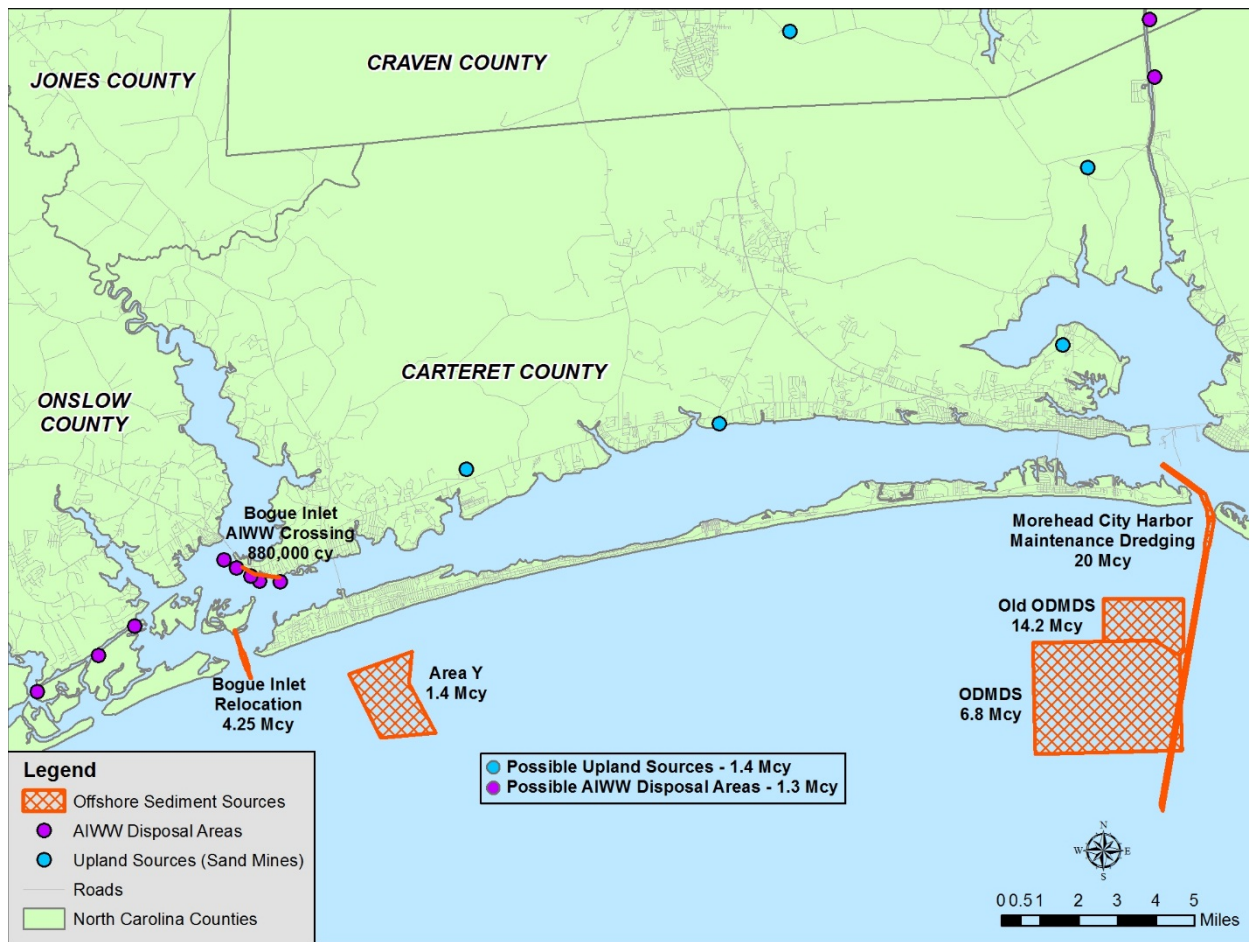 JONES COUNTY
CRAVEN COUNTY
CARTERET COUNTY
ONSLOW
COUNTY
Bogue Inlet
AIWW Crossing
880,000 cy
Morehead City Harbor
Maintenance Dredging
20 Mcy
Old ODMDS
14.2 Mcy
ODMDS
6.8 Mcy
Area Y
1.4 Mcy
Bogue Inlet
Relocation
4.25 Mcy
Possible Upland Sources - 1.4 Mcy
Possible AIWW Disposal Areas - 1.3 Mcy
Legend
Offshore Sediment Sources
AIWW Disposal Areas
Upland Sources (Sand Mines)
Roads
North Carolina Counties
N
W E
S
0 0.5 1 2 3 4 5
Miles